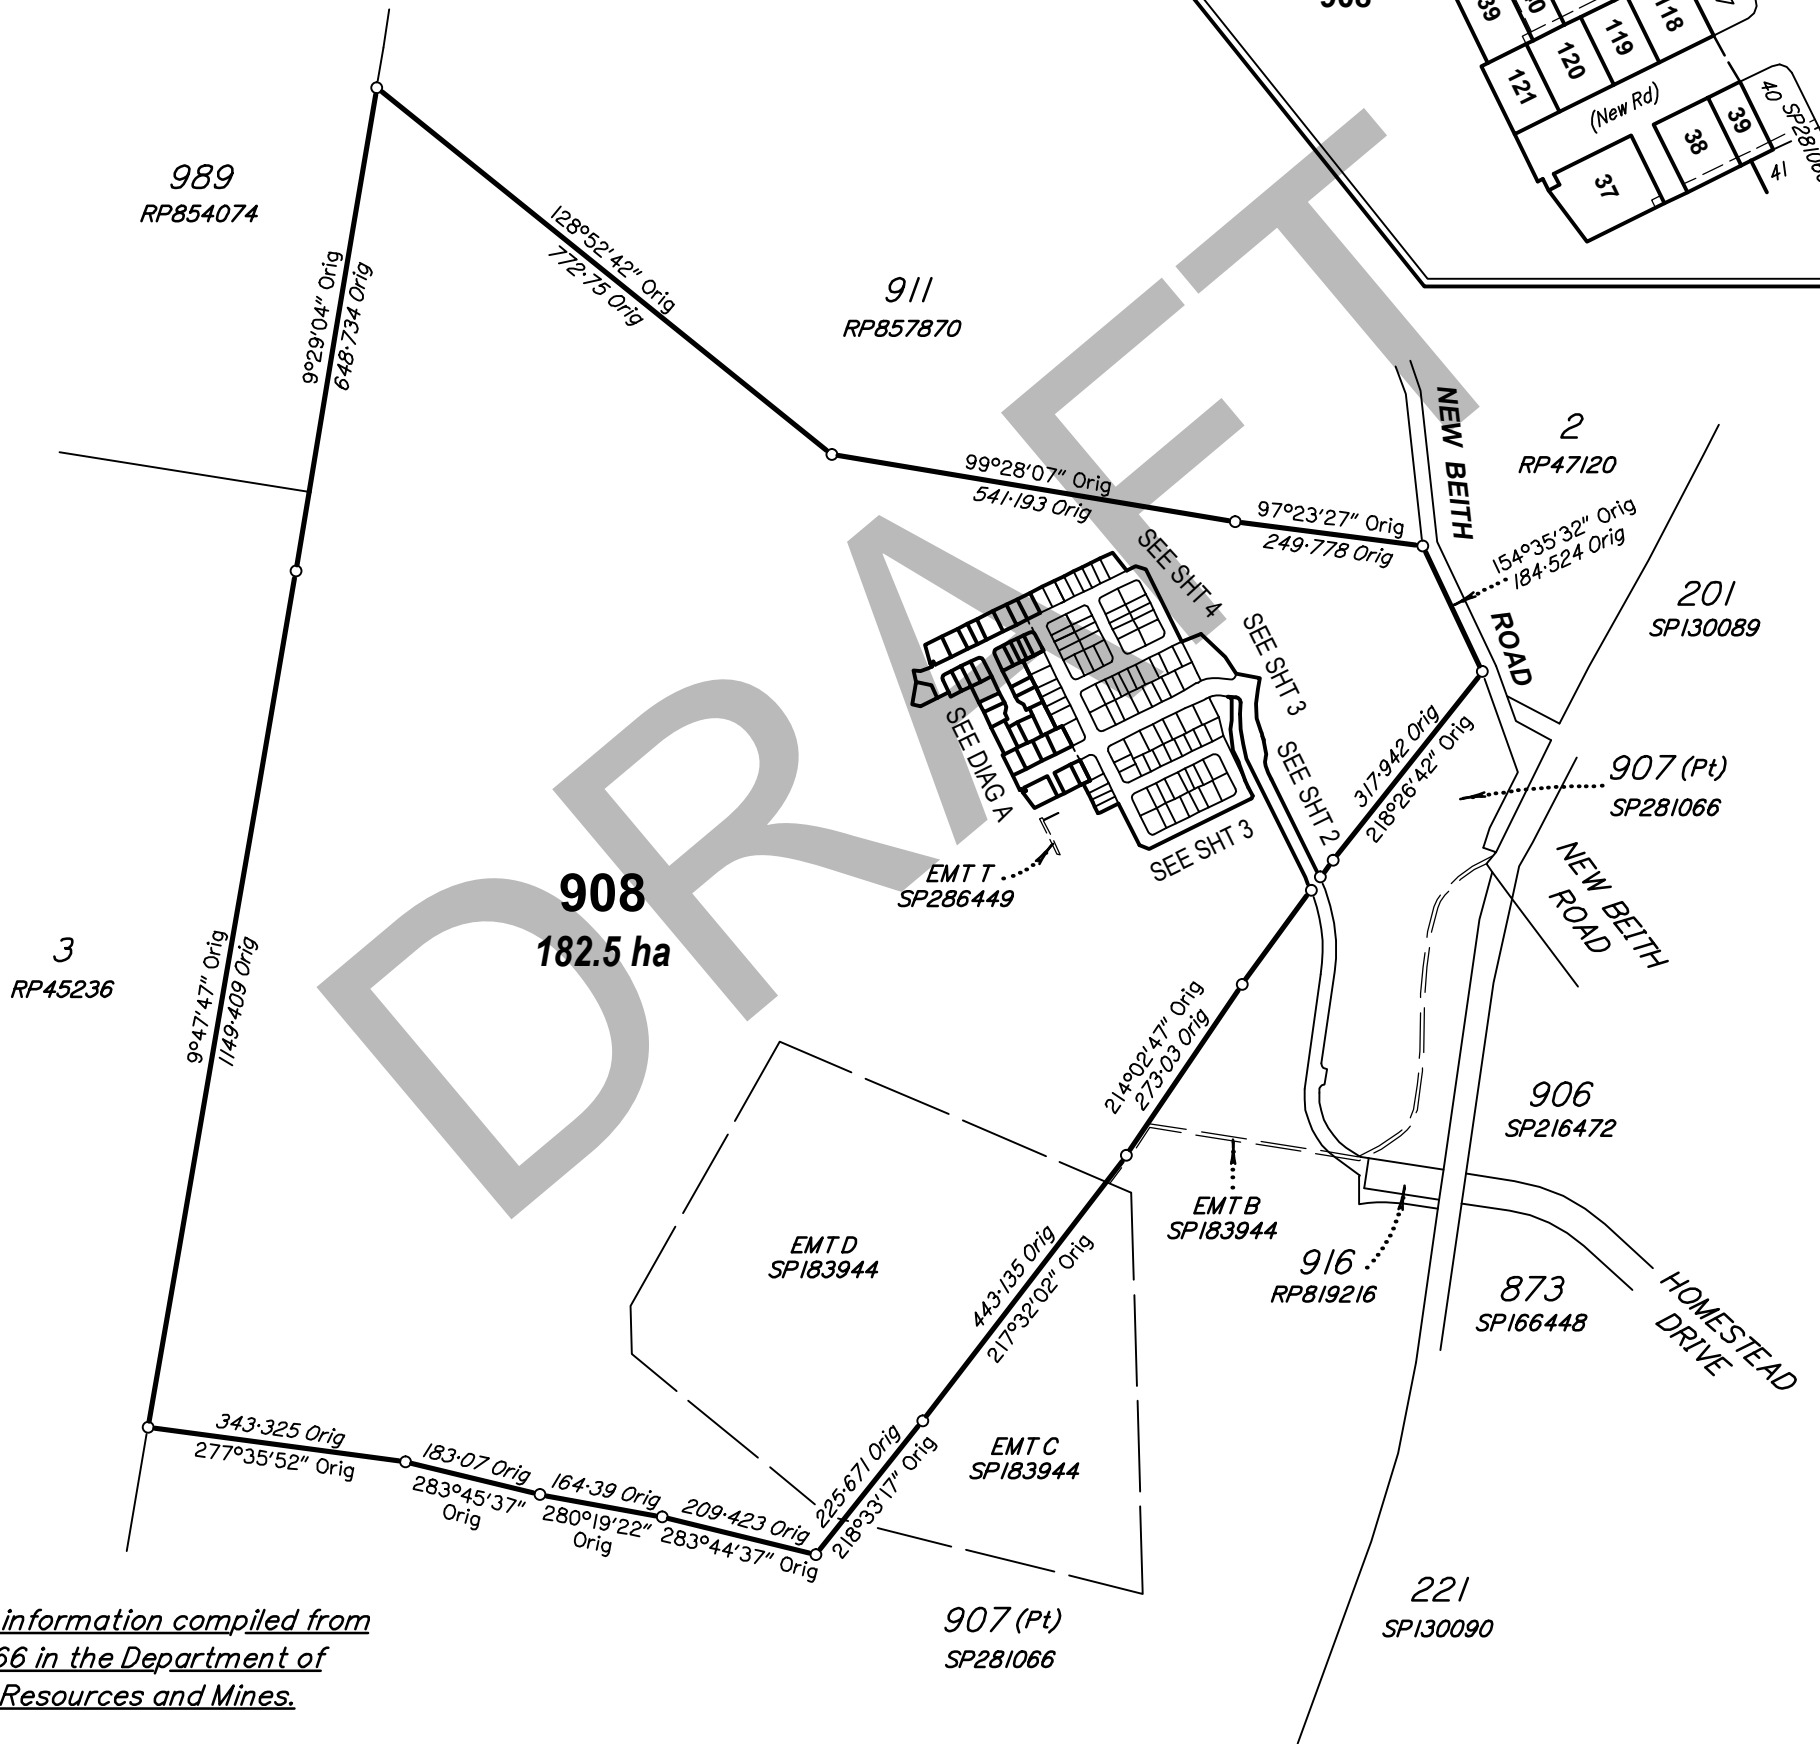 908
39
118
119
120
121
(New Rd)
40 SP281066
39
38
37
41
989
RP854074
128°52'42" Orig
772·75 Orig
9°29'04" Orig
648·734 Orig
911
RP857870
NEW BEITH
ROAD
2
RP47120
99°28'07" Orig
541·193 Orig
97°23'27" Orig
249·778 Orig
154°35'32" Orig
184·524 Orig
201
SP130089
SEE SHT 4
SEE SHT 3
SEE SHT 2
SEE DIAG A
SEE SHT 3
317·942 Orig
218°26'42" Orig
907 (Pt)
SP281066
EMT T
SP286449
908
182.5 ha
NEW BEITH
ROAD
3
RP45236
9°47'47" Orig
1149·409 Orig
214°02'47" Orig
273·03 Orig
906
SP216472
EMT B
SP183944
EMT D
SP183944
916
RP819216
873
SP166448
HOMESTEAD
DRIVE
443·135 Orig
217°32'02" Orig
343·325 Orig
277°35'52" Orig
183·07 Orig
283°45'37"
Orig
164·39 Orig
280°19'22"
Orig
209·423 Orig
283°44'37" Orig
225·671 Orig
218°33'17" Orig
EMT C
SP183944
907 (Pt)
SP281066
221
SP130090
information compiled from
66 in the Department of
Resources and Mines.
DRAFT